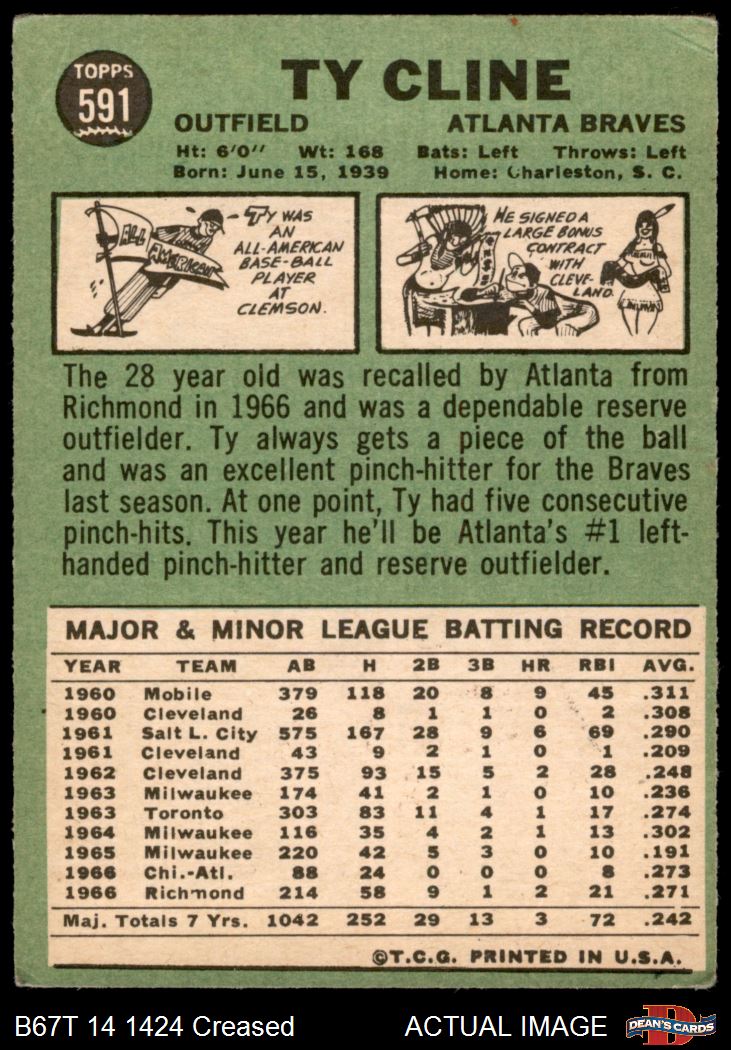 TOPPS
591
TY CLINE
OUTFIELD ATLANTA BRAVES
Ht: 6'0" Wt: 168 Bats: Left Throws: Left
Born: June 15, 1939 Home: Charleston, S. C.
ALL
AMERICAN
TY WAS
AN
ALL-AMERICAN
BASE-BALL
PLAYER
AT
CLEMSON.
HE SIGNED A
LARGE BONUS
CONTRACT
WITH
CLEVE-
LAND.
The 28 year old was recalled by Atlanta from
Richmond in 1966 and was a dependable reserve
outfielder. Ty always gets a piece of the ball
and was an excellent pinch-hitter for the Braves
last season. At one point, Ty had five consecutive
pinch-hits. This year he'll be Atlanta's #1 left-
handed pinch-hitter and reserve outfielder.
MAJOR & MINOR LEAGUE BATTING RECORD
YEAR TEAM AB H 2B 3B HR RBI AVG.
1960 Mobile 379 118 20 8 9 45 .311
1960 Cleveland 26 8 1 1 0 2 .308
1961 Salt L. City 575 167 28 9 6 69 .290
1961 Cleveland 43 9 2 1 0 1 .209
1962 Cleveland 375 93 15 5 2 28 .248
1963 Milwaukee 174 41 2 1 0 10 .236
1963 Toronto 303 83 11 4 1 17 .274
1964 Milwaukee 116 35 4 2 1 13 .302
1965 Milwaukee 220 42 5 3 0 10 .191
1966 Chi.-Atl. 88 24 0 0 0 8 .273
1966 Richmond 214 58 9 1 2 21 .271
Maj. Totals 7 Yrs. 1042 252 29 13 3 72 .242
©T.C.G. PRINTED IN U.S.A.
B67T 14 1424 Creased ACTUAL IMAGE
DEAN'S CARDS